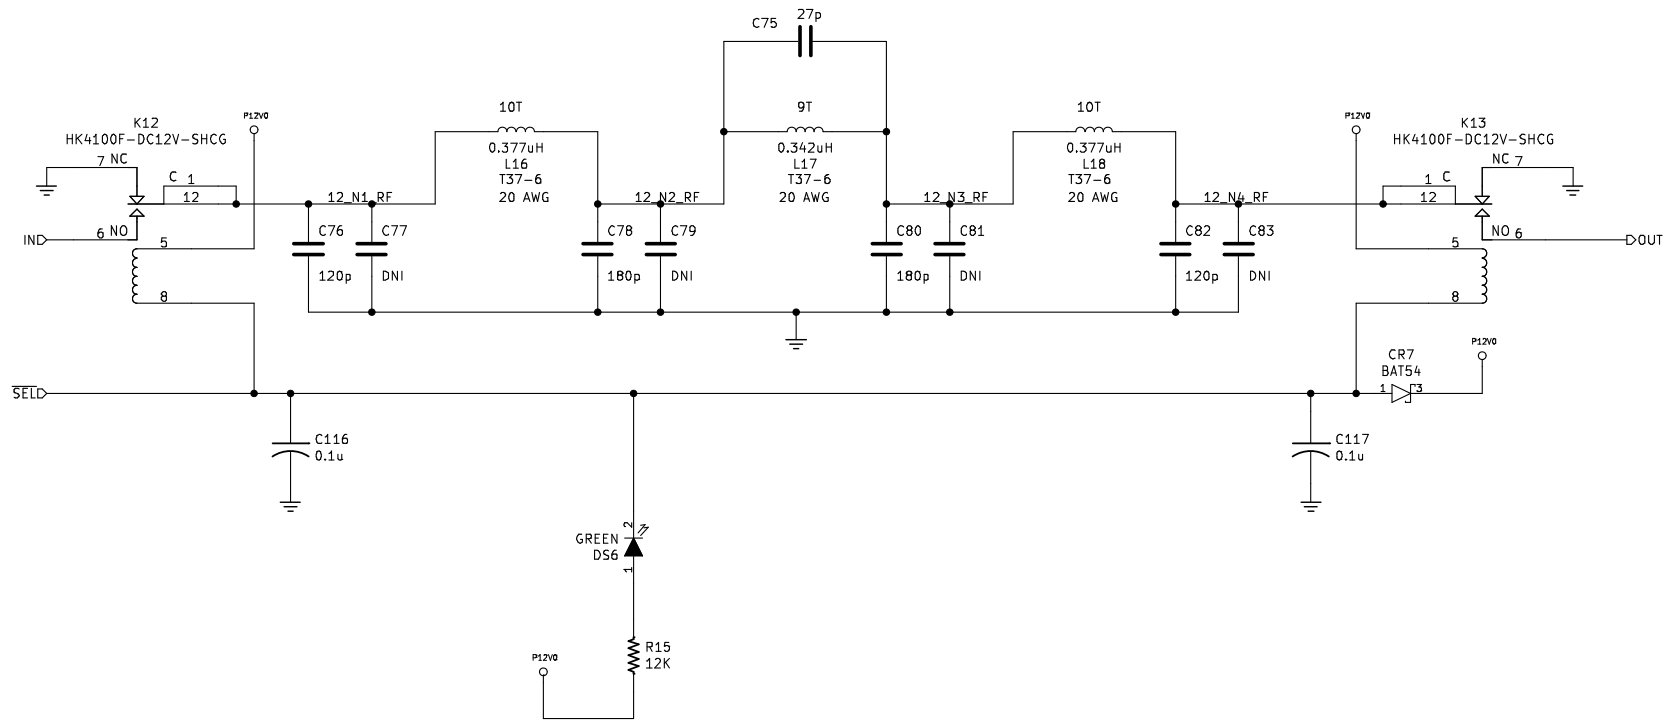 C75
27p
10T
9T
10T
K12
HK4100F-DC12V-SHCG
P12V0
P12V0
K13
HK4100F-DC12V-SHCG
0.377uH
L16
T37-6
20 AWG
0.342uH
L17
T37-6
20 AWG
0.377uH
L18
T37-6
20 AWG
7 NC
C 1
12
6 NO
IN
5
8
12_N1_RF
12_N2_RF
12_N3_RF
12_N4_RF
NC 7
1 C
12
NO 6
OUT
5
8
C76
120p
C77
DNI
C78
180p
C79
DNI
C80
180p
C81
DNI
C82
120p
C83
DNI
SEL
CR7
BAT54
1
3
P12V0
C116
0.1u
C117
0.1u
2
GREEN
DS6
1
R15
12K
P12V0